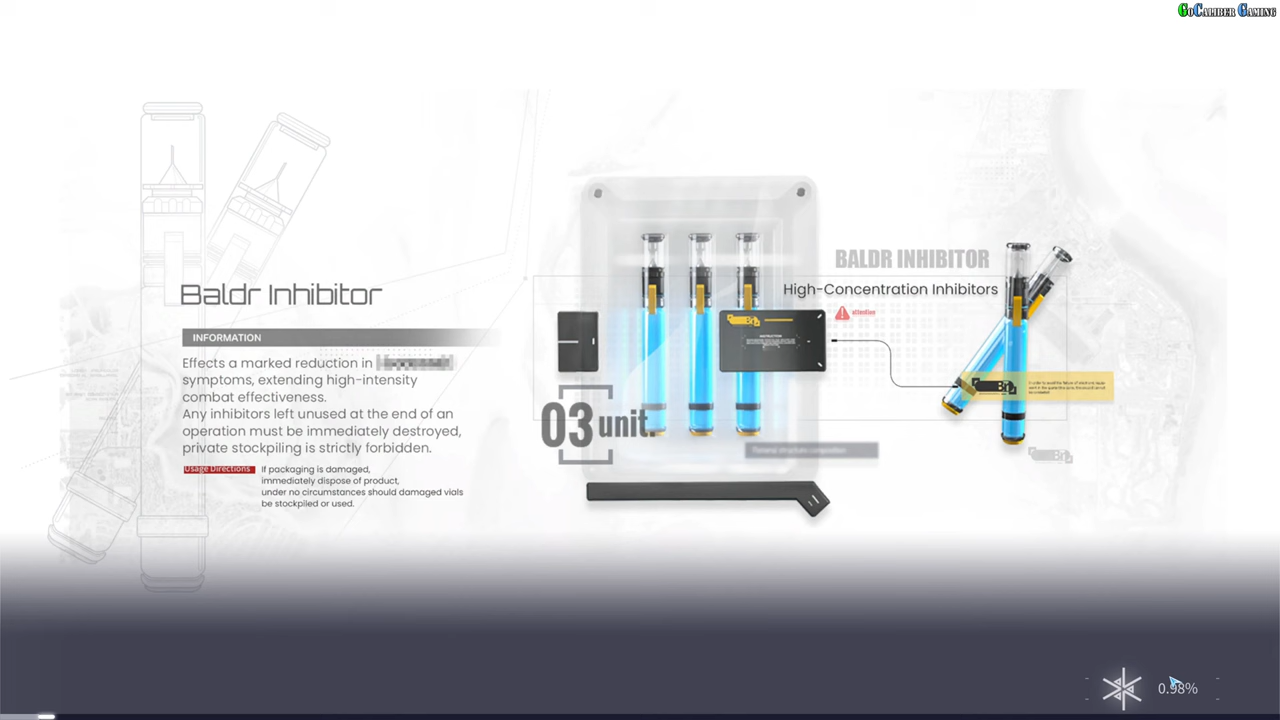 GoCaliber Gaming
Baldr Inhibitor
INFORMATION
Effects a marked reduction in
symptoms, extending high-intensity
combat effectiveness.
Any inhibitors left unused at the end of an
operation must be immediately destroyed,
private stockpiling is strictly forbidden.
Usage Directions
If packaging is damaged,
immediately dispose of product,
under no circumstances should damaged vials
be stockpiled or used.
03 unit.
BALDR INHIBITOR
High-Concentration Inhibitors
attention
0.98%